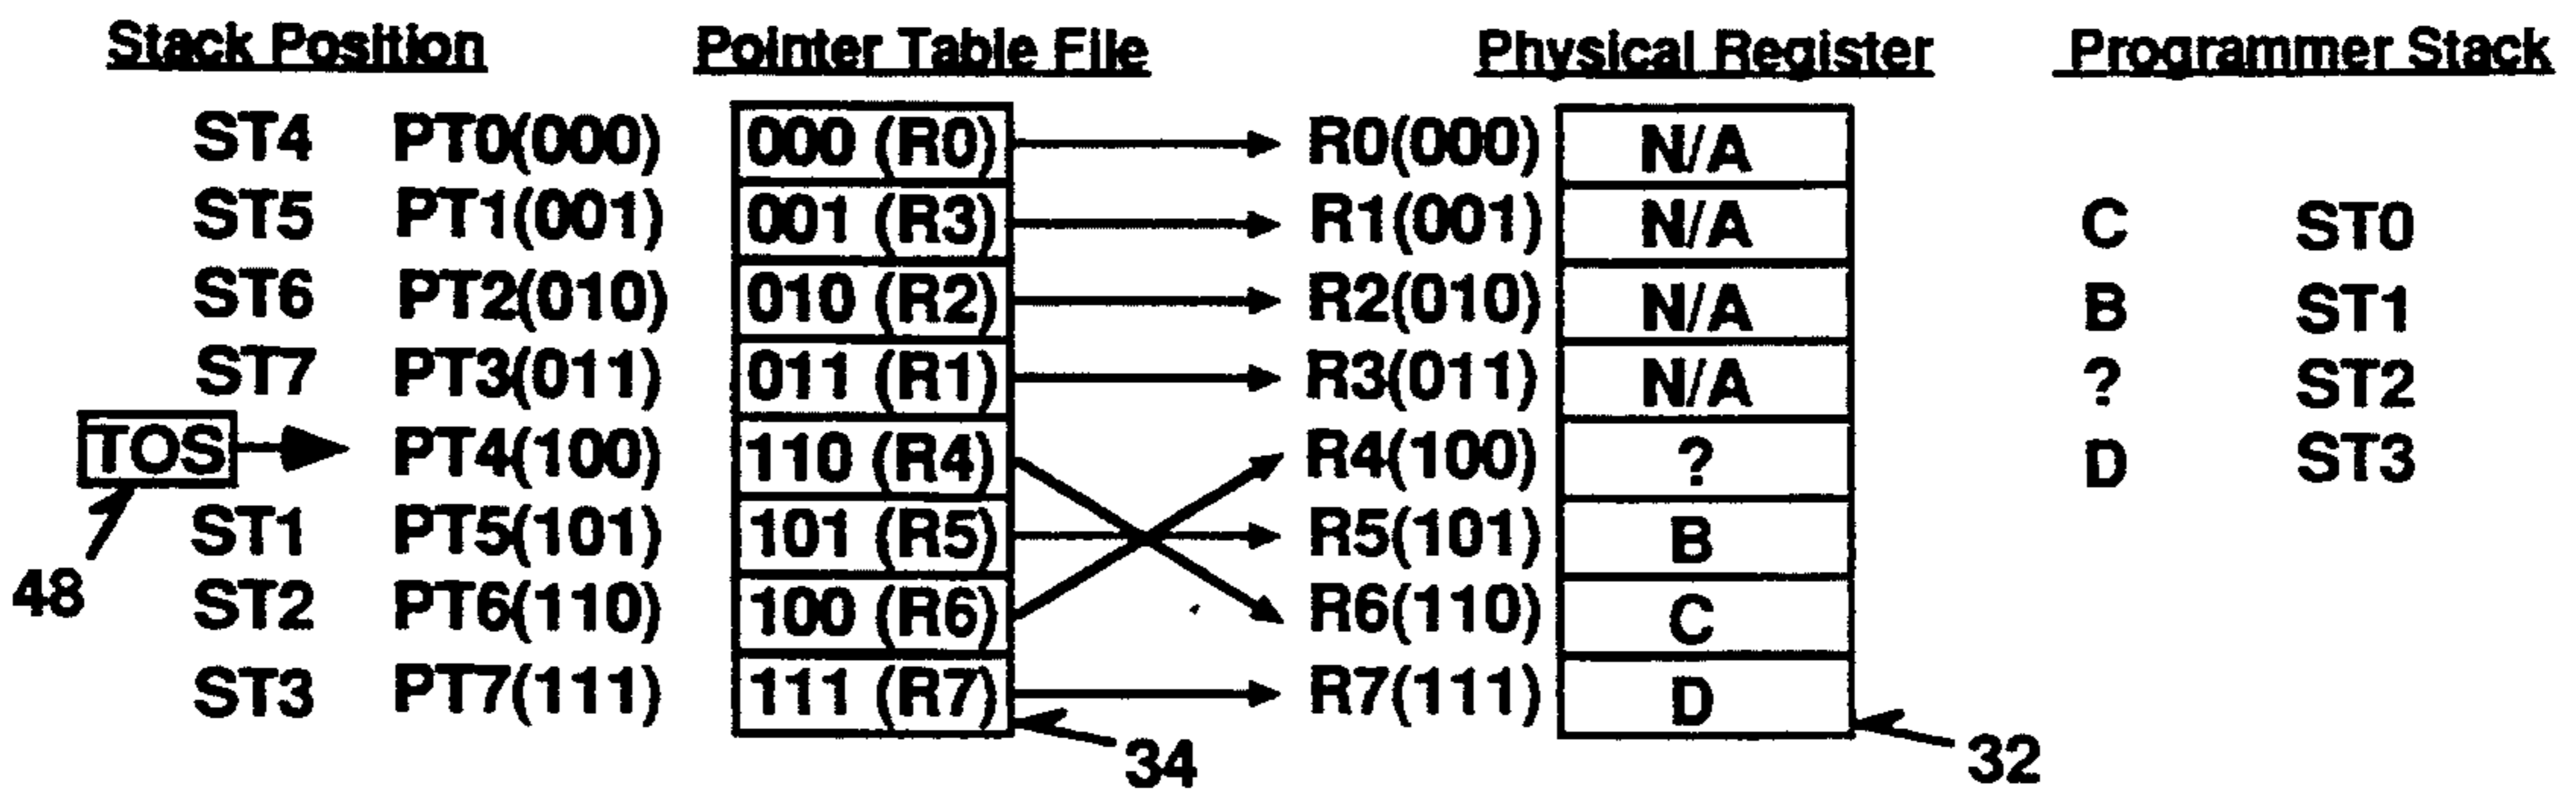 Stack Position Pointer Table File Physical Register Programmer Stack
ST4 PT0(000) 000 (R0) R0(000) N/A
ST5 PT1(001) 001 (R3) R1(001) N/A C ST0
ST6 PT2(010) 010 (R2) R2(010) N/A B ST1
ST7 PT3(011) 011 (R1) R3(011) N/A ? ST2
TOS PT4(100) 110 (R4) R4(100) ? D ST3
ST1 PT5(101) 101 (R5) R5(101) B
48 ST2 PT6(110) 100 (R6) R6(110) C
ST3 PT7(111) 111 (R7) R7(111) D
34 32